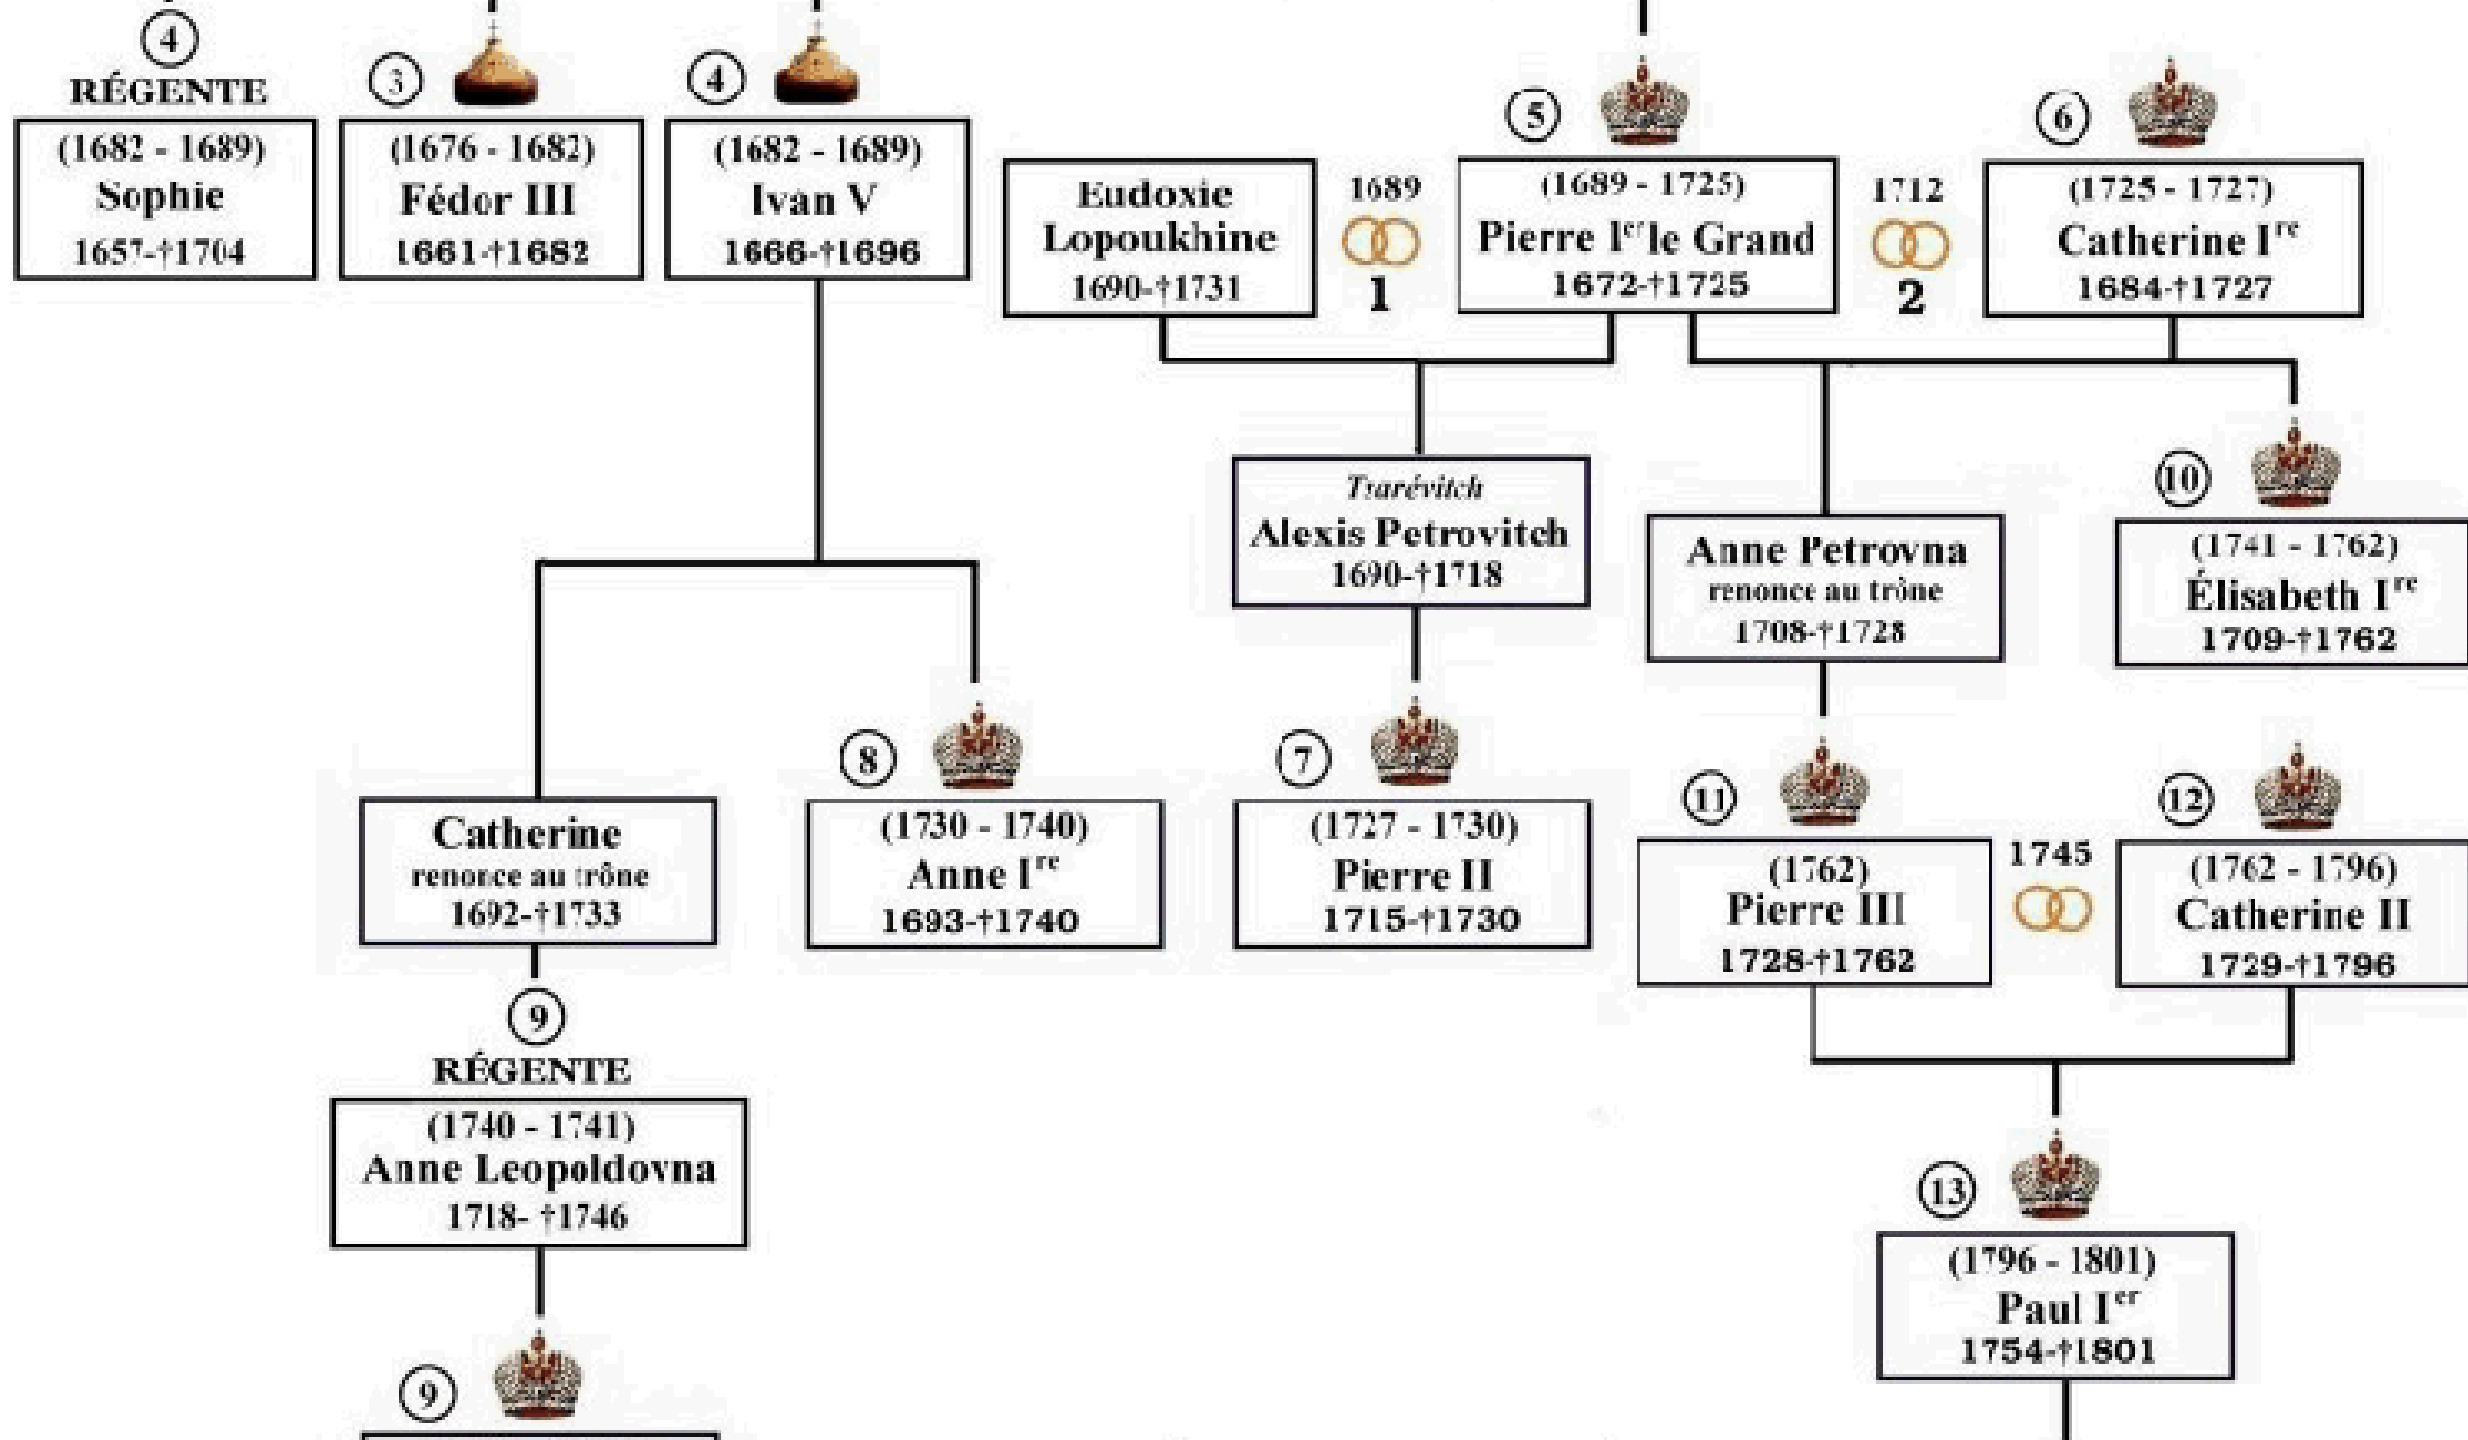 4
RÉGENTE
(1682 - 1689)
Sophie
1657-†1704
3
(1676 - 1682)
Fédor III
1661-†1682
4
(1682 - 1689)
Ivan V
1666-†1696
Eudoxie
Lopoukhine
1690-†1731
1689
1
5
(1689 - 1725)
Pierre Ier le Grand
1672-†1725
1712
2
6
(1725 - 1727)
Catherine Ire
1684-†1727
Tsarévitch
Alexis Petrovitch
1690-†1718
Anne Petrovna
renonce au trône
1708-†1728
10
(1741 - 1762)
Élisabeth Ire
1709-†1762
Catherine
renonce au trône
1692-†1733
8
(1730 - 1740)
Anne Ire
1693-†1740
7
(1727 - 1730)
Pierre II
1715-†1730
11
(1762)
Pierre III
1728-†1762
1745
12
(1762 - 1796)
Catherine II
1729-†1796
9
RÉGENTE
(1740 - 1741)
Anne Leopoldovna
1718- †1746
13
(1796 - 1801)
Paul Ier
1754-†1801
9